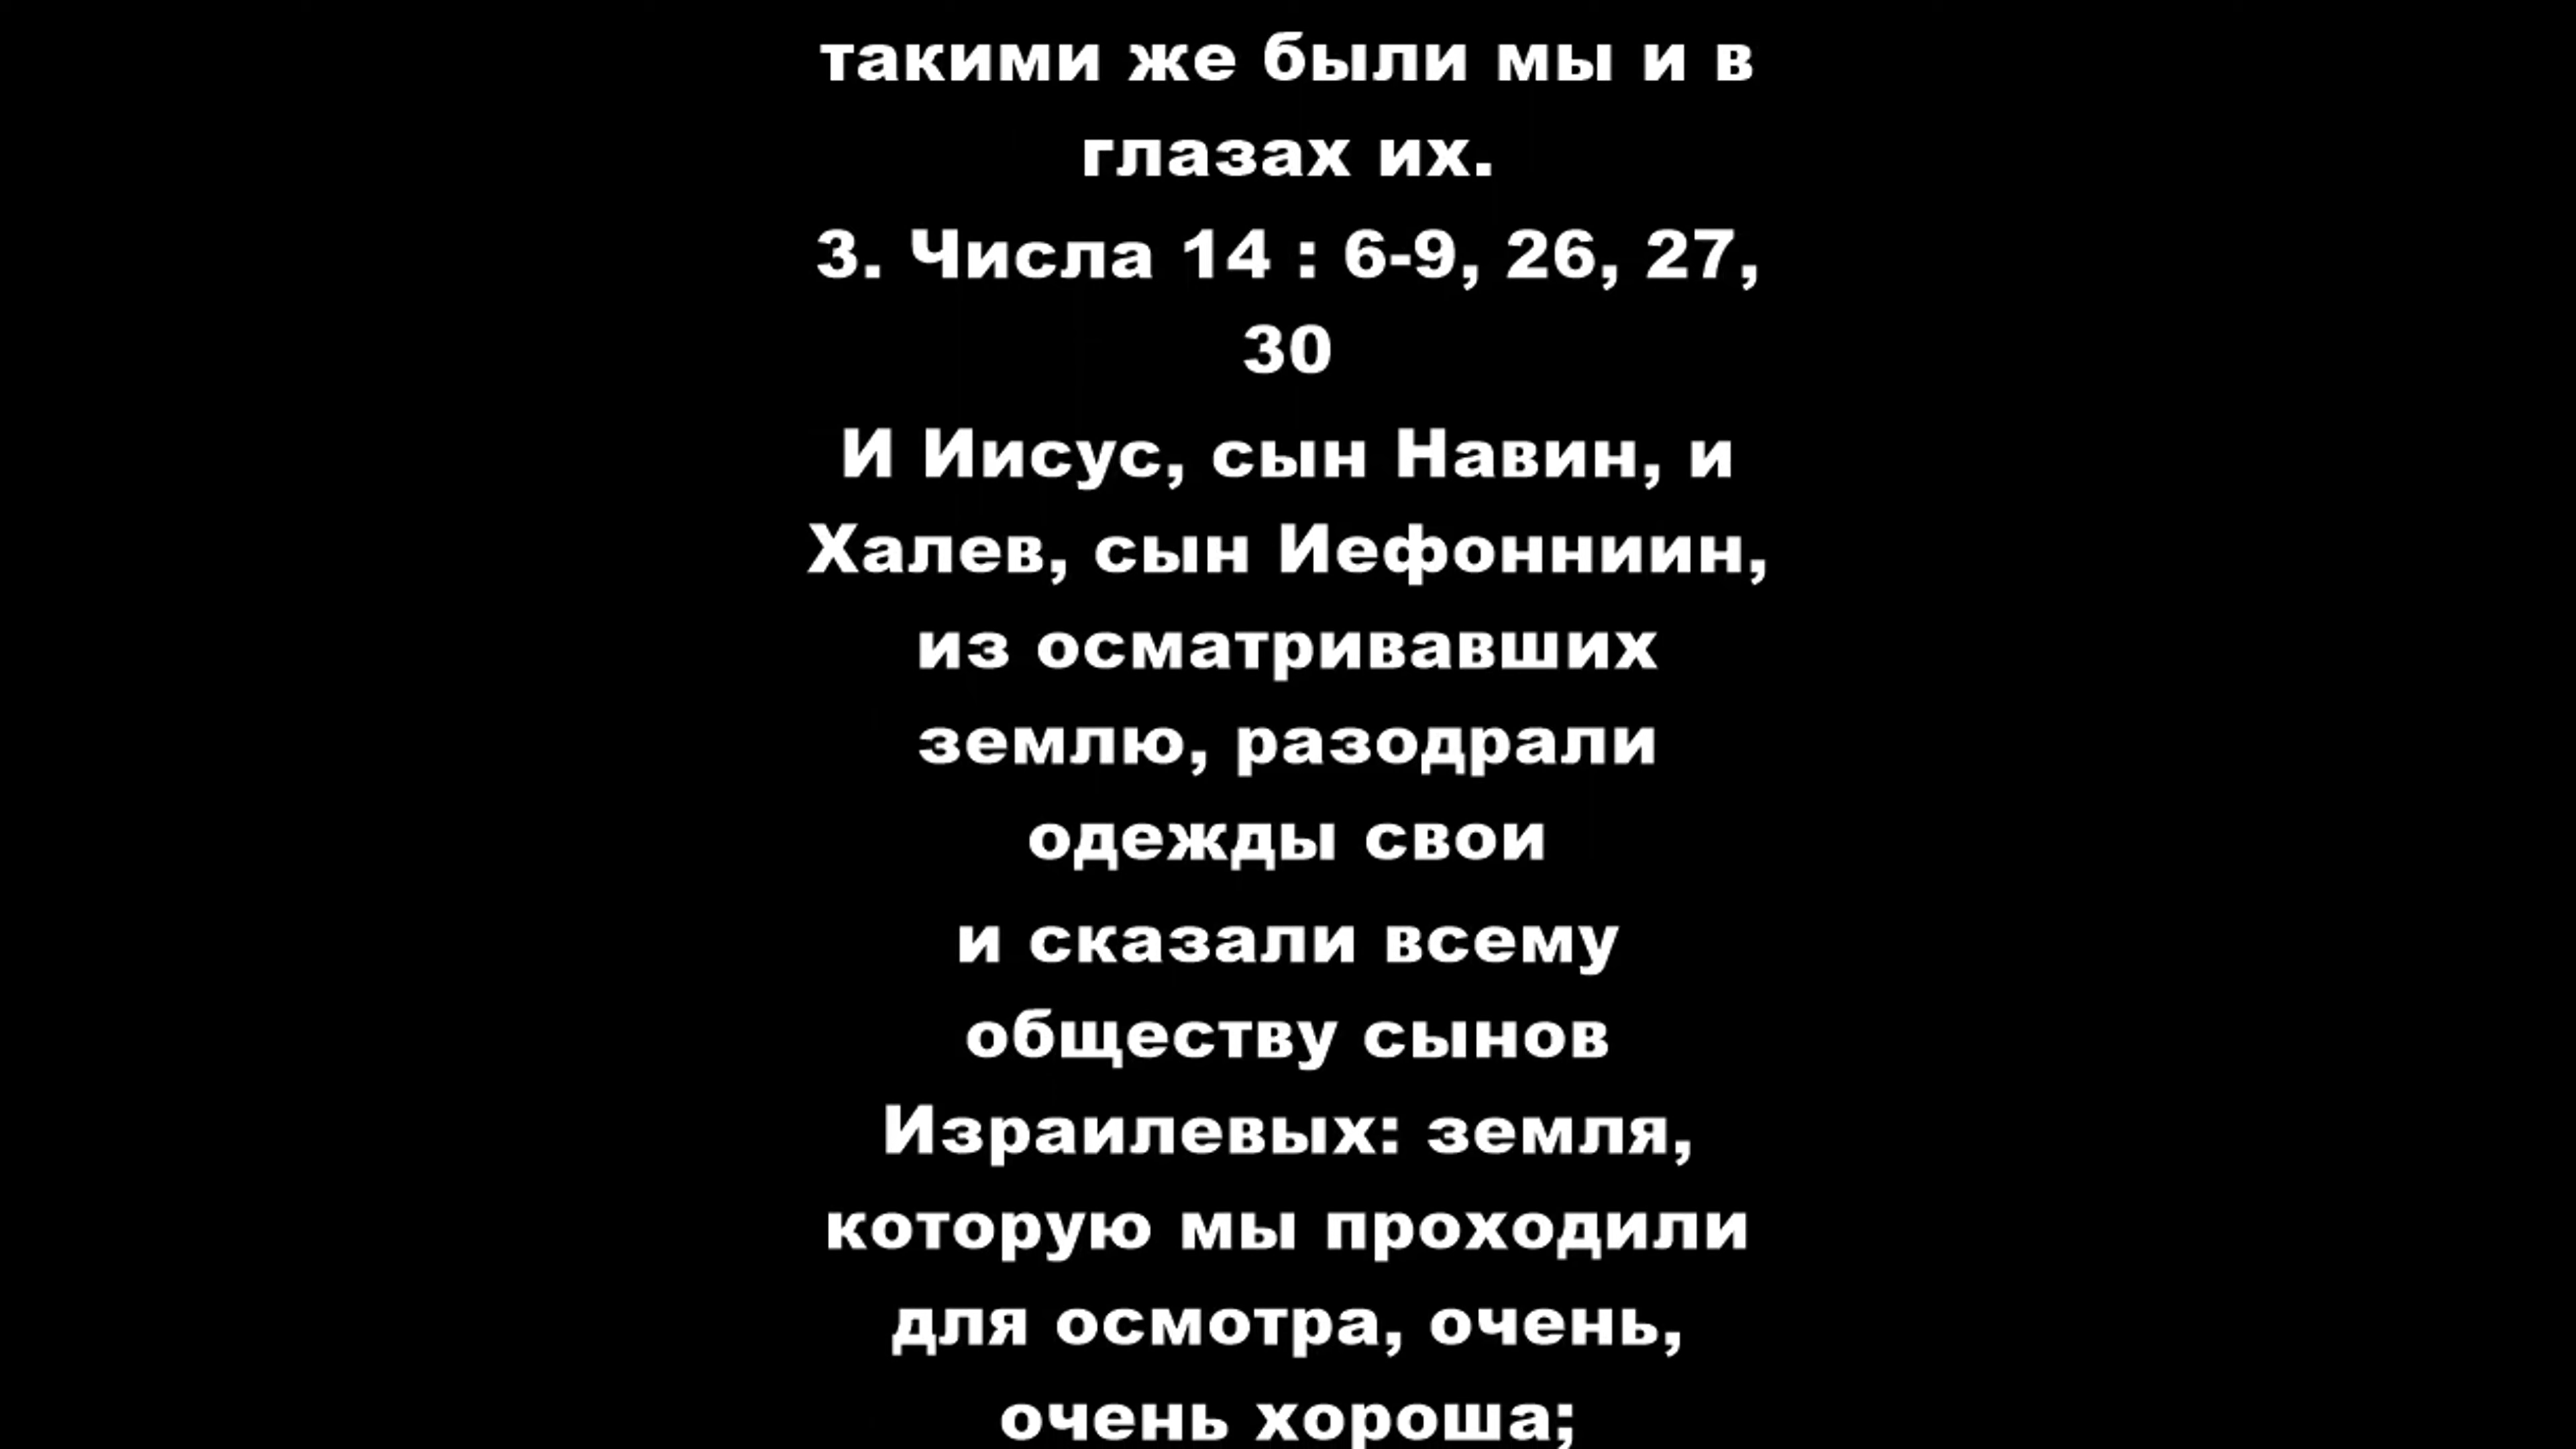 такими же были мы и в
глазах их.
3. Числа 14 : 6-9, 26, 27,
30
И Иисус, сын Навин, и
Халев, сын Иефонниин,
из осматривавших
землю, разодрали
одежды свои
и сказали всему
обществу сынов
Израилевых: земля,
которую мы проходили
для осмотра, очень,
очень хороша;